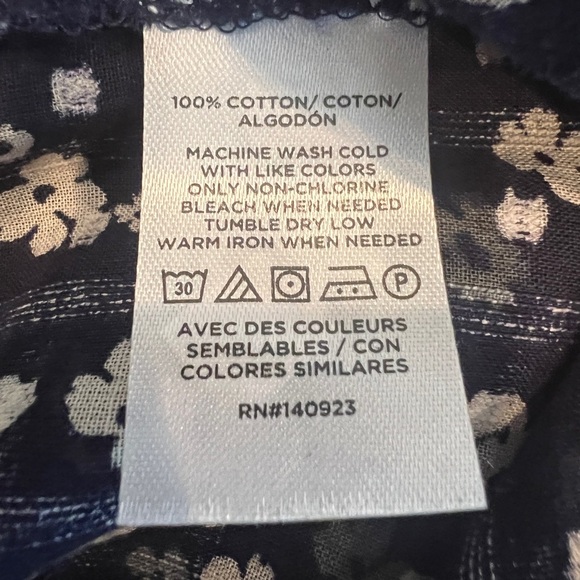 100% COTTON/ COTON/
ALGODÓN
MACHINE WASH COLD
WITH LIKE COLORS
ONLY NON-CHLORINE
BLEACH WHEN NEEDED
TUMBLE DRY LOW
WARM IRON WHEN NEEDED
30 P
AVEC DES COULEURS
SEMBLABLES / CON
COLORES SIMILARES
RN#140923